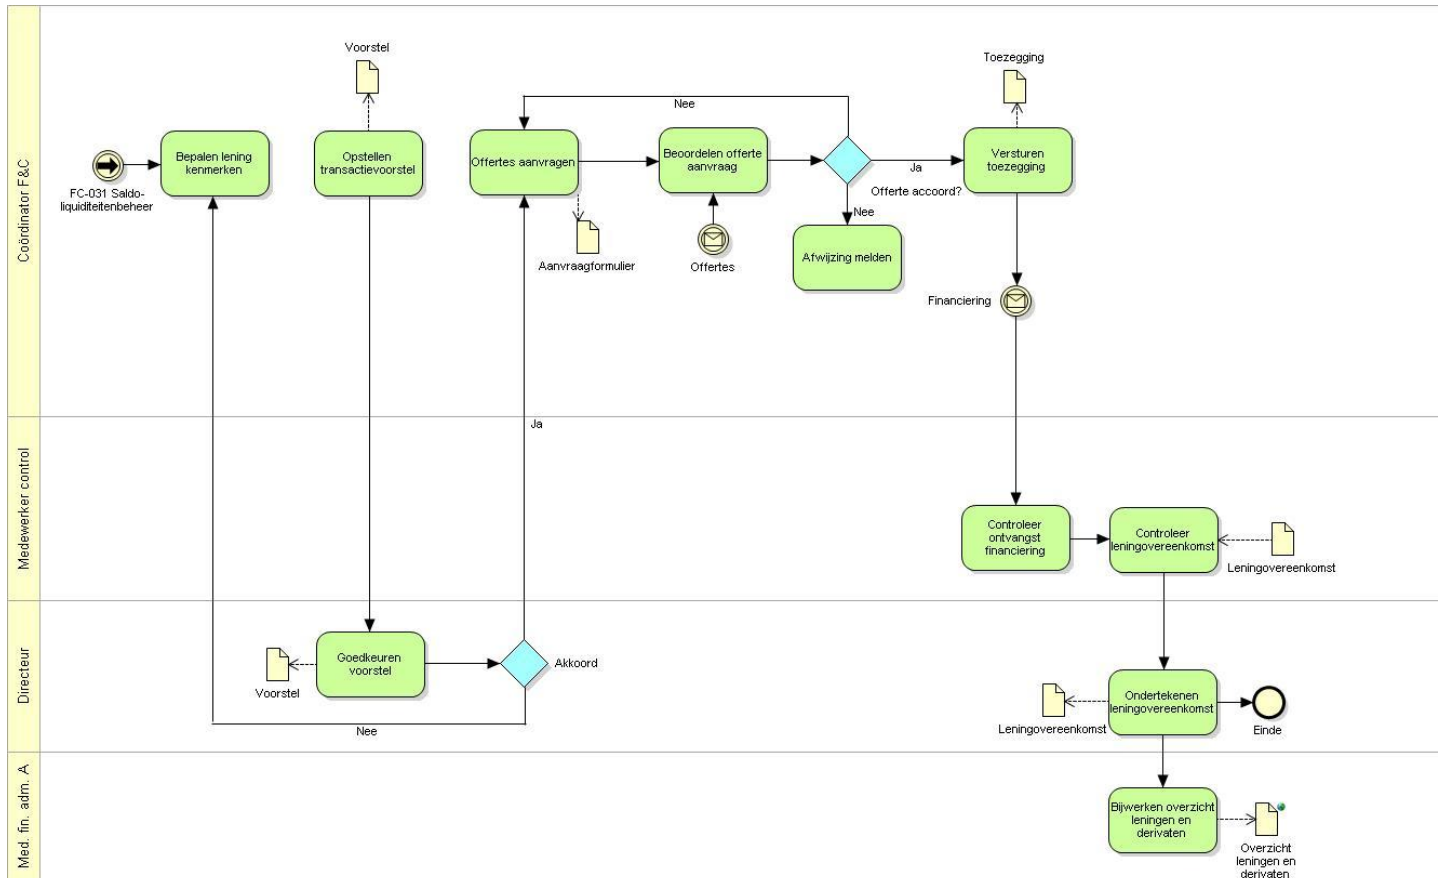 Coördinator F&C
Voorstel
Toezegging
Nee
Bepalen lening
kenmerken
Opstellen
transactievoorstel
Offertes aanvragen
Beoordelen offerte
aanvraag
Ja
Offerte accoord?
Versturen
toezegging
FC-031 Saldo-
liquiditeitenbeheer
Nee
Aanvraagformulier
Offertes
Afwijzing melden
Financiering
Medewerker control
Ja
Controleer
ontvangst
financiering
Controleer
leningovereenkomst
Leningovereenkomst
Directeur
Goedkeuren
voorstel
Akkoord
Voorstel
Nee
Ondertekenen
leningovereenkomst
Leningovereenkomst
Einde
Med. fin. adm. A
Bijwerken overzicht
leningen en
derivaten
Overzicht
leningen en
derivaten